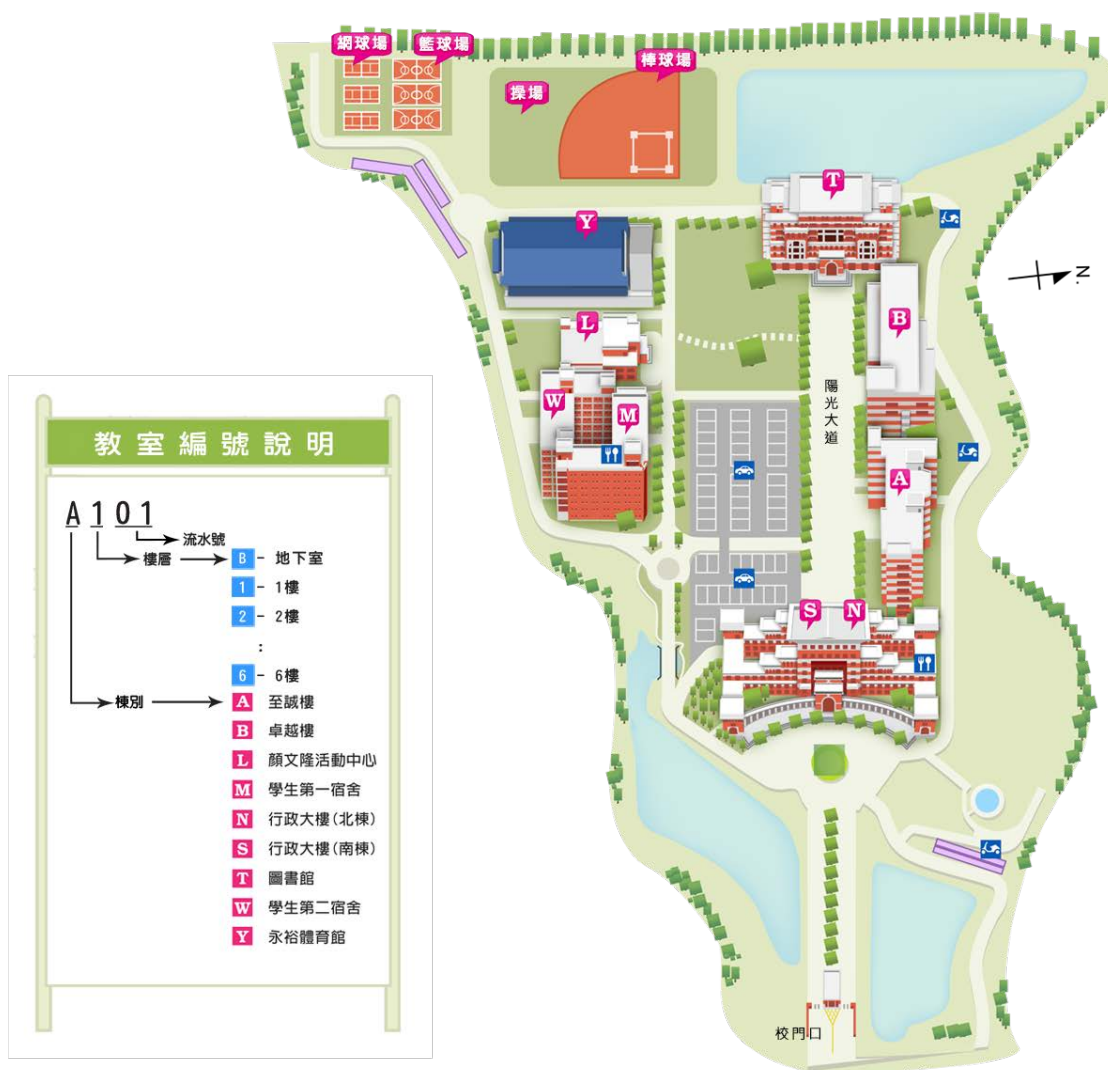 網球場
籃球場
棒球場
操場
T
Y
N.
B
L
陽光大道
W
M
A
S
N
校門口
教室編號說明
A101
流水號
樓層
B - 地下室
1 - 1樓
2 - 2樓
:
6 - 6樓
棟別
A 至誠樓
B 卓越樓
L 顏文隆活動中心
M 學生第一宿舍
N 行政大樓(北棟)
S 行政大樓(南棟)
T 圖書館
W 學生第二宿舍
Y 永裕體育館